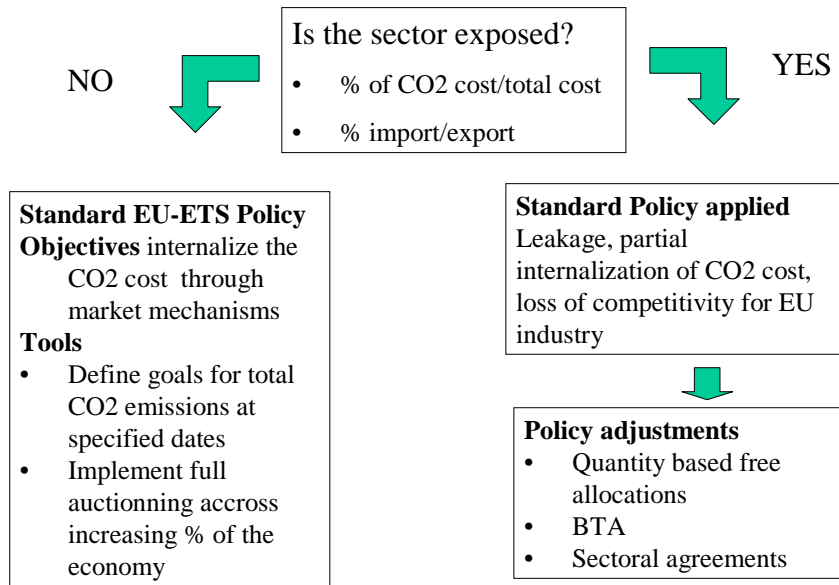 Is the sector exposed?
NO
YES
• % of CO2 cost/total cost
• % import/export
Standard EU-ETS Policy
Objectives internalize the
CO2 cost through
market mechanisms
Tools
• Define goals for total
CO2 emissions at
specified dates
• Implement full
auctionning accross
increasing % of the
economy
Standard Policy applied
Leakage, partial
internalization of CO2 cost,
loss of competitivity for EU
industry
Policy adjustments
• Quantity based free
allocations
• BTA
• Sectoral agreements